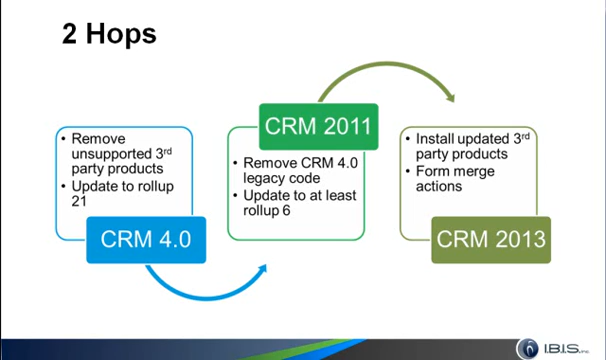 2 Hops
• Remove
unsupported 3rd
party products
• Update to rollup
21
CRM 4.0
CRM 2011
• Remove CRM 4.0
legacy code
• Update to at least
rollup 6
• Install updated 3rd
party products
• Form merge
actions
CRM 2013
I.B.I.S.